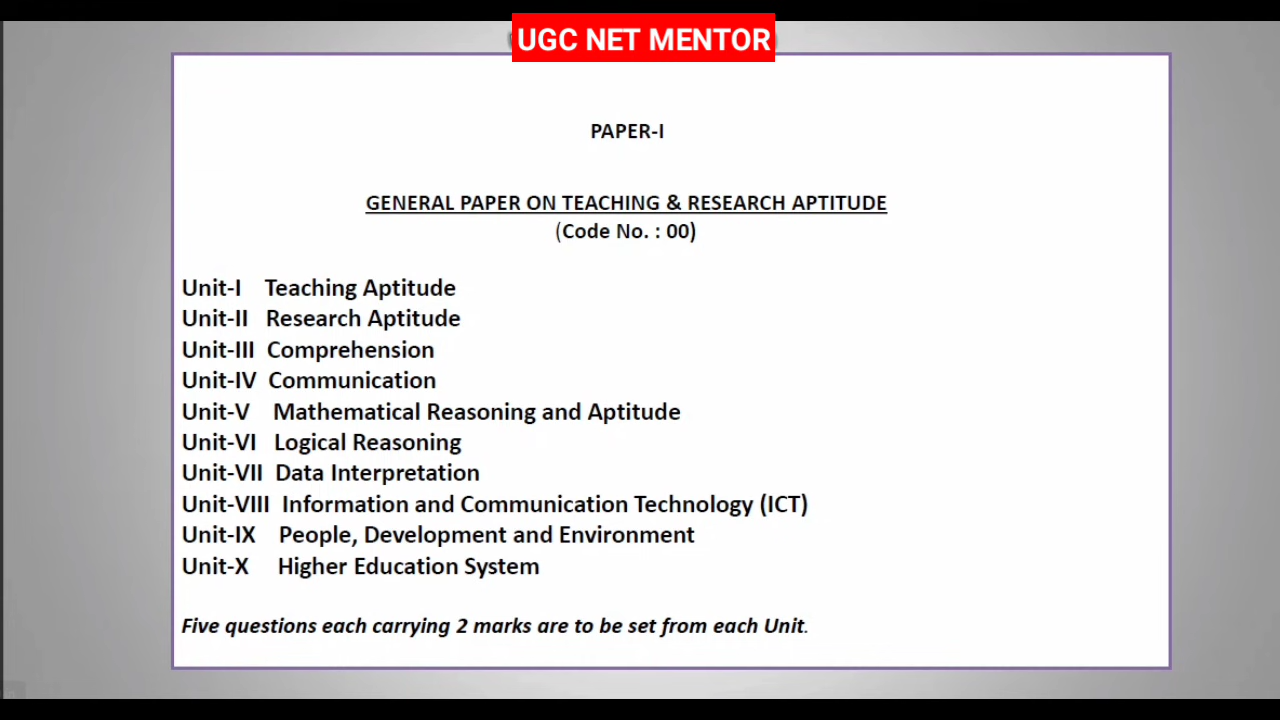 UGC NET MENTOR
PAPER-I
GENERAL PAPER ON TEACHING & RESEARCH APTITUDE
(Code No. : 00)
Unit-I Teaching Aptitude
Unit-II Research Aptitude
Unit-III Comprehension
Unit-IV Communication
Unit-V Mathematical Reasoning and Aptitude
Unit-VI Logical Reasoning
Unit-VII Data Interpretation
Unit-VIII Information and Communication Technology (ICT)
Unit-IX People, Development and Environment
Unit-X Higher Education System
Five questions each carrying 2 marks are to be set from each Unit.